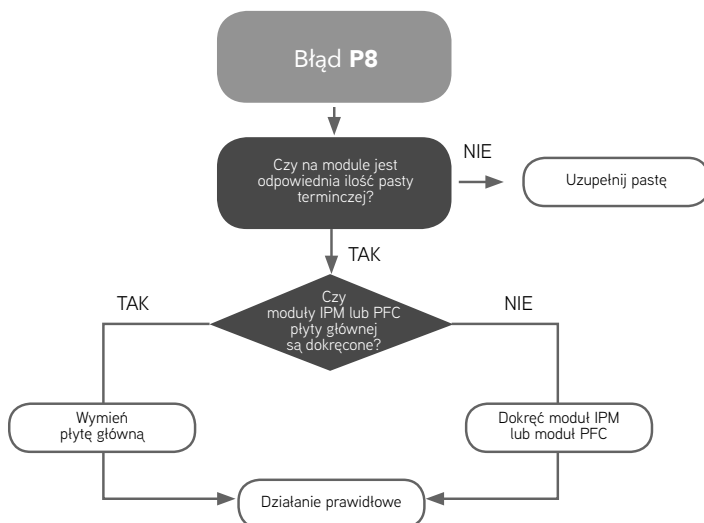 Błąd P8
Czy na module jest
odpowiednia ilość pasty
terminczej?
NIE
Uzupełnij pastę
TAK
Czy
moduły IPM lub PFC
płyty głównej
są dokręcone?
TAK
NIE
Wymień
płytę główną
Dokręć moduł IPM
lub moduł PFC
Działanie prawidłowe